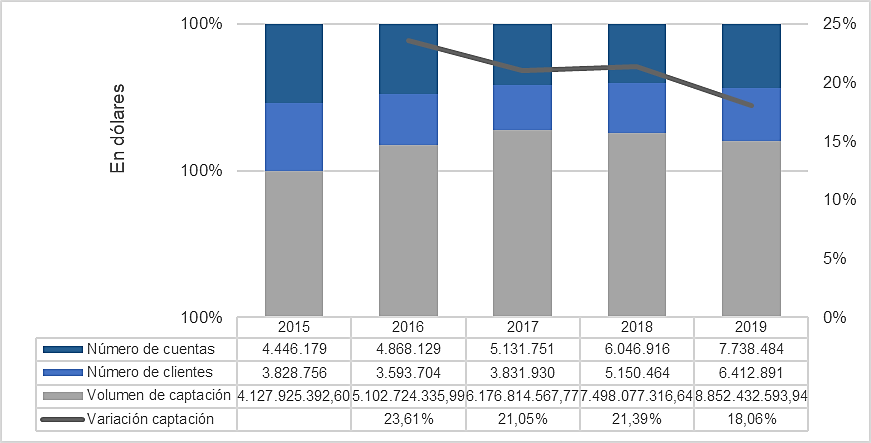 100%
25%
20%
En dólares
100%
15%
10%
5%
100%
0%
2015 2016 2017 2018 2019
Número de cuentas 4.446.179 4.868.129 5.131.751 6.046.916 7.738.484
Número de clientes 3.828.756 3.593.704 3.831.930 5.150.464 6.412.891
Volumen de captación 4.127.925.392,60 5.102.724.335,99 6.176.814.567,77 7.498.077.316,64 8.852.432.593,94
Variación captación 23,61% 21,05% 21,39% 18,06%